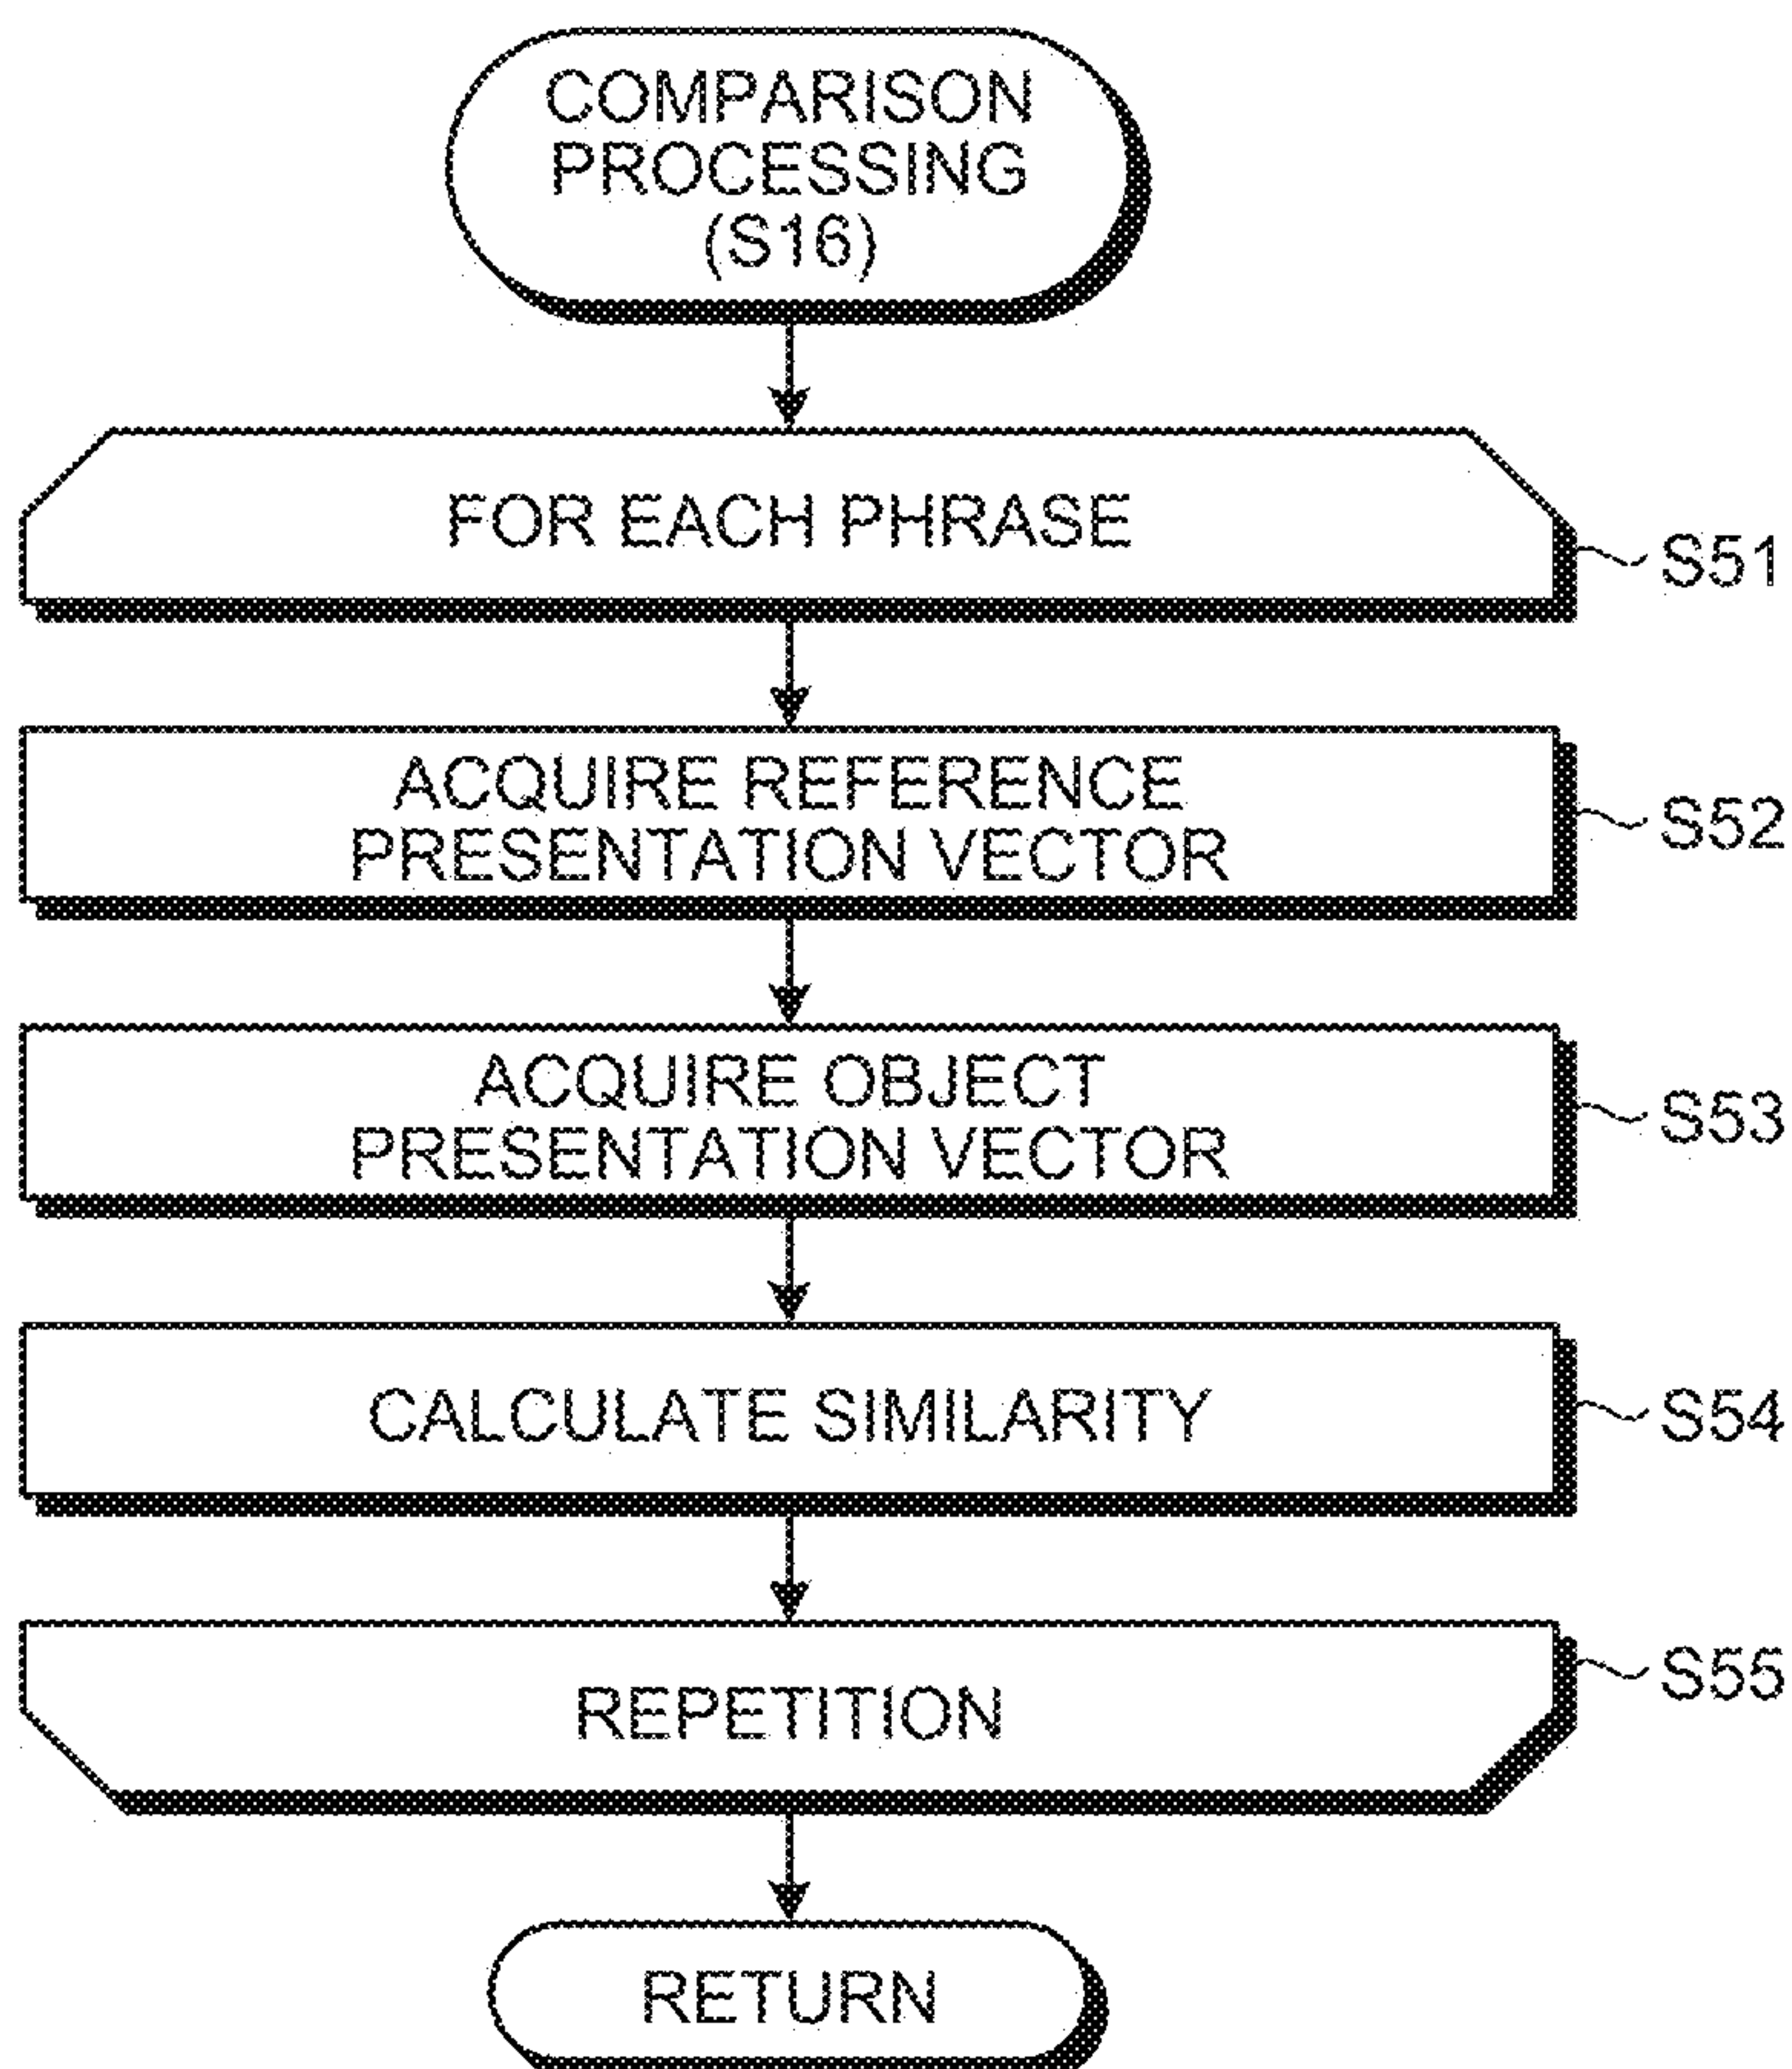 COMPARISON
PROCESSING
(S16)
FOR EACH PHRASE
S51
ACQUIRE REFERENCE
PRESENTATION VECTOR
S52
ACQUIRE OBJECT
PRESENTATION VECTOR
S53
CALCULATE SIMILARITY
S54
REPETITION
S55
RETURN